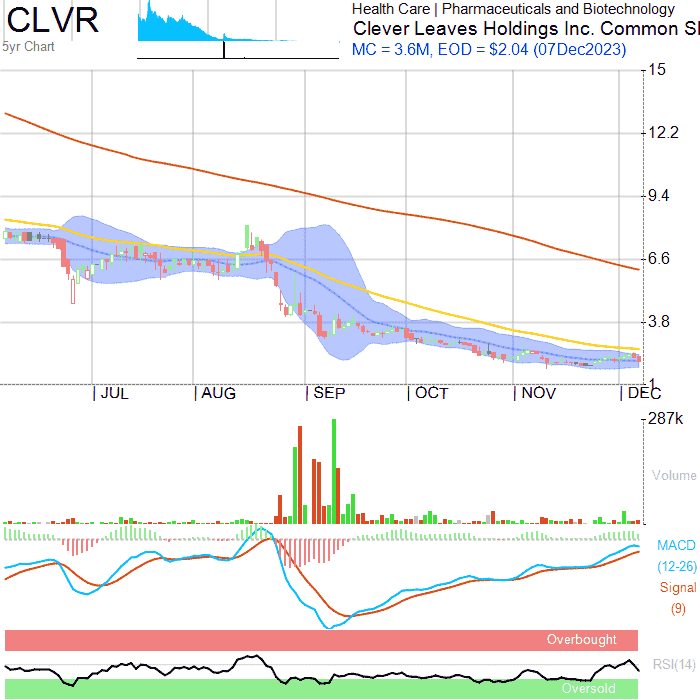 CLVR
5yr Chart
Health Care | Pharmaceuticals and Biotechnology
Clever Leaves Holdings Inc. Common S
MC = 3.6M, EOD = $2.04 (07Dec2023)
15
12.2
9.4
6.6
3.8
1
JUL AUG SEP OCT NOV DEC
287k
Volume
MACD
(12-26)
Signal
(9)
Overbought
RSI(14)
Oversold